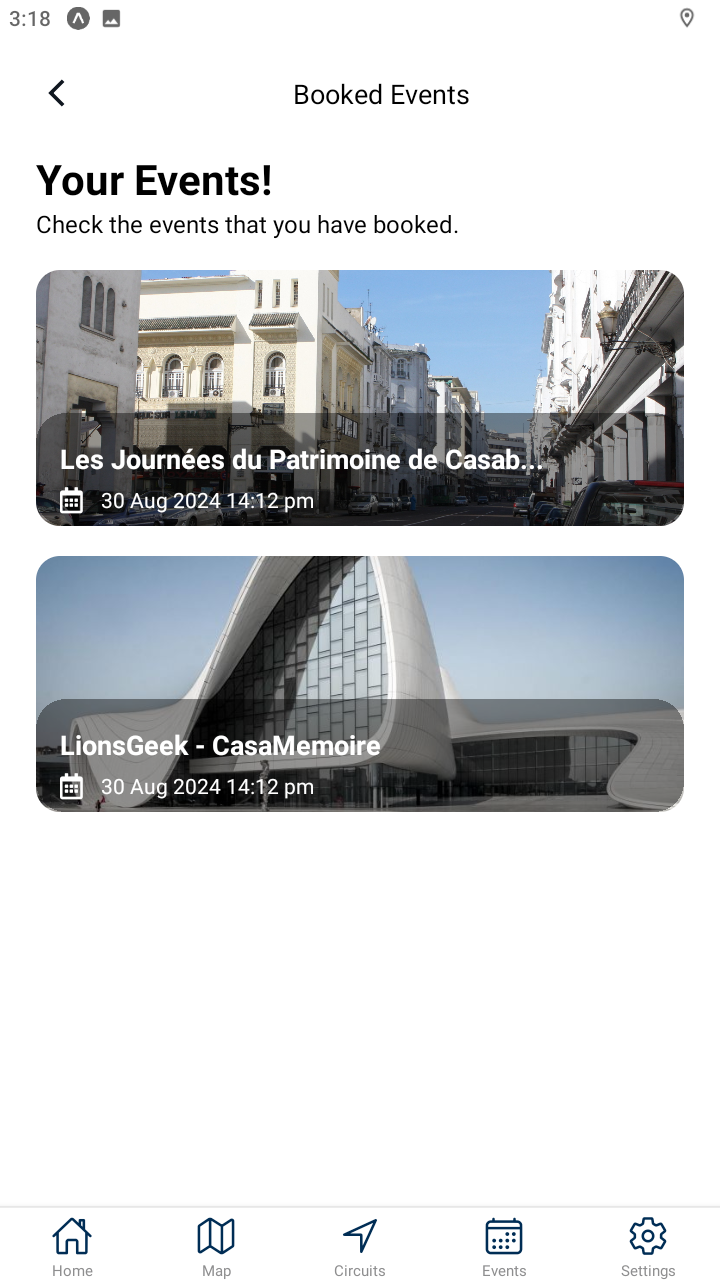 3:18
Booked Events
Your Events!
Check the events that you have booked.
Les Journées du Patrimoine de Casab...
30 Aug 2024 14:12 pm
LionsGeek - CasaMemoire
30 Aug 2024 14:12 pm
Home
Map
Circuits
Events
Settings